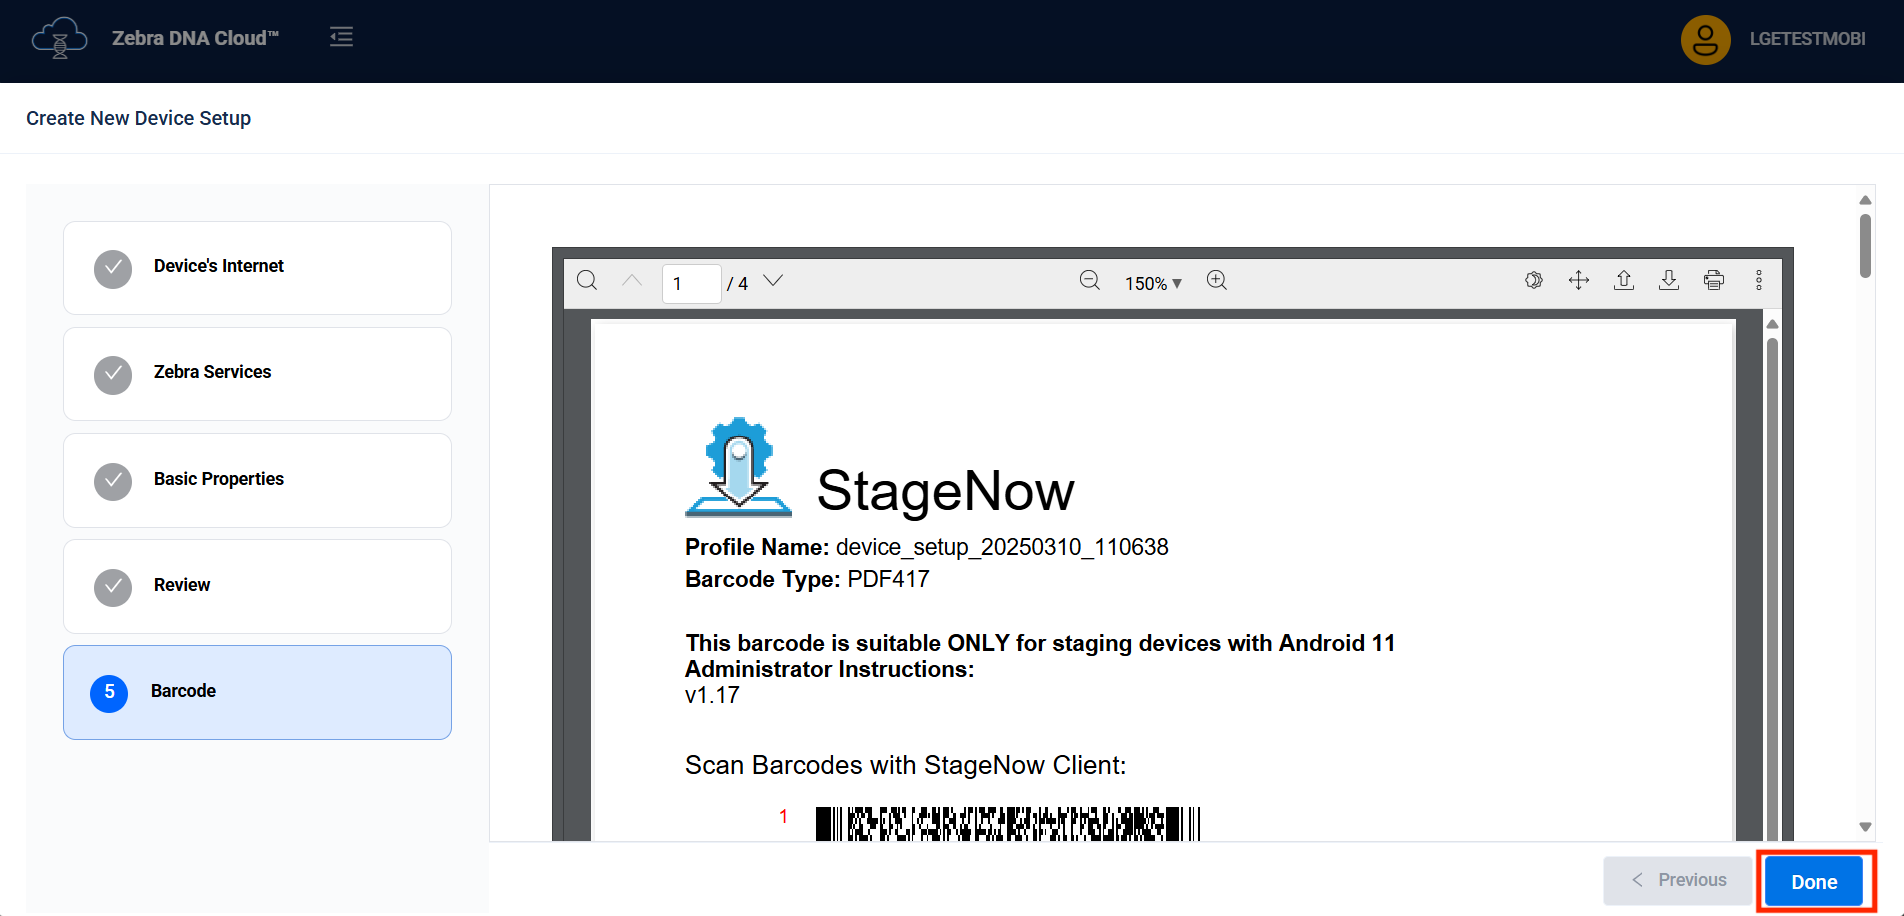 Zebra DNA Cloud™
LGETESTMOBI
Create New Device Setup
Device's Internet
Zebra Services
Basic Properties
Review
5 Barcode
1 / 4
150%
StageNow
Profile Name: device_setup_20250310_110638
Barcode Type: PDF417
This barcode is suitable ONLY for staging devices with Android 11
Administrator Instructions:
v1.17
Scan Barcodes with StageNow Client:
1
Previous
Done